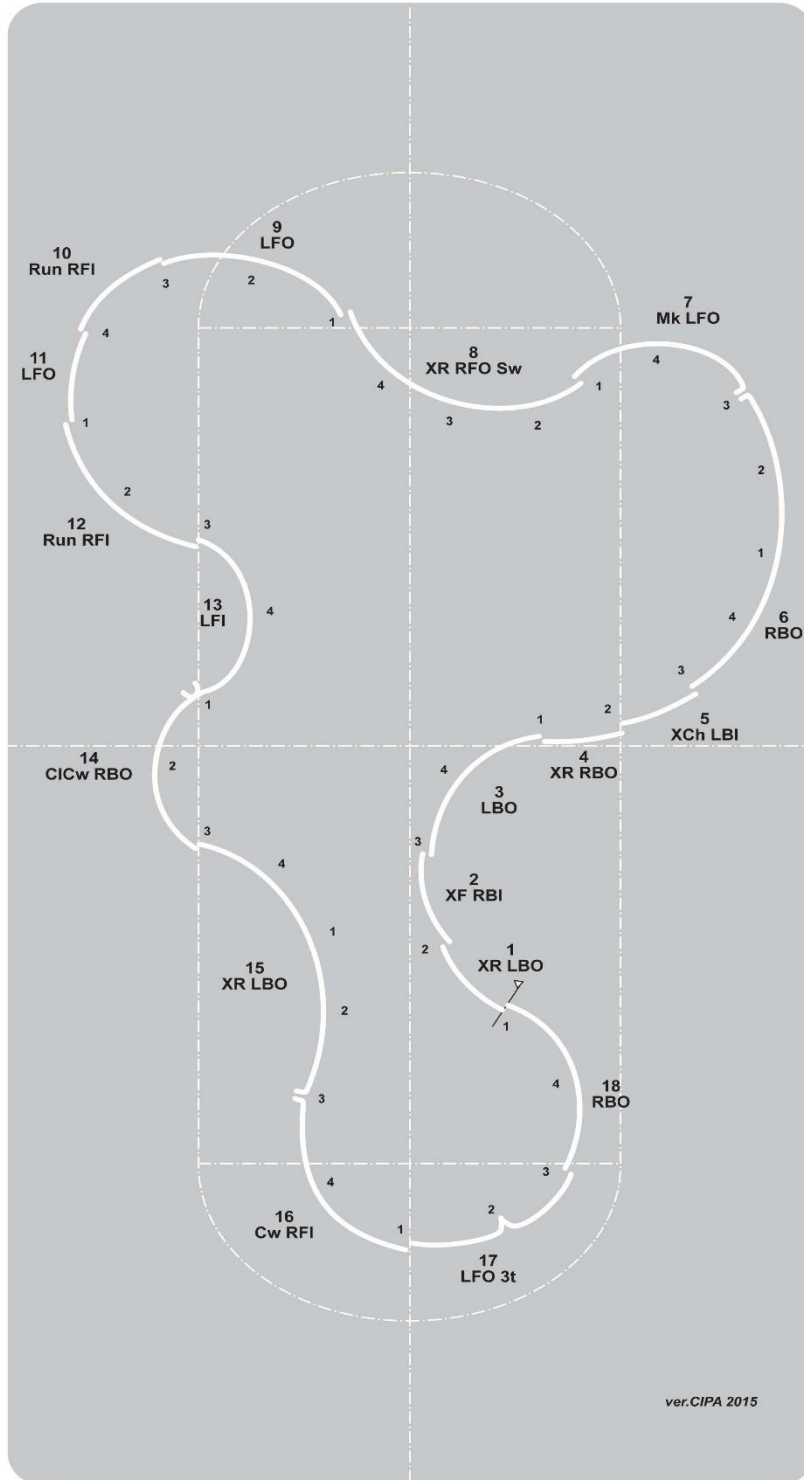 9
LFO
10
Run RFI
3
2
7
Mk LFO
1
4
4
8
XR RFO Sw
11
LFO
4
1
3
1
3
2
2
2
12
Run RFI
3
1
13
LFI
4
4
6
RBO
3
1
2
1
5
XCh LBI
14
ClCw RBO
2
4
4
XR RBO
3
LBO
3
3
4
2
XF RBI
1
2
1
XR LBO
15
XR LBO
2
1
4
18
RBO
3
3
4
2
16
Cw RFI
1
17
LFO 3t
ver.CIPA 2015